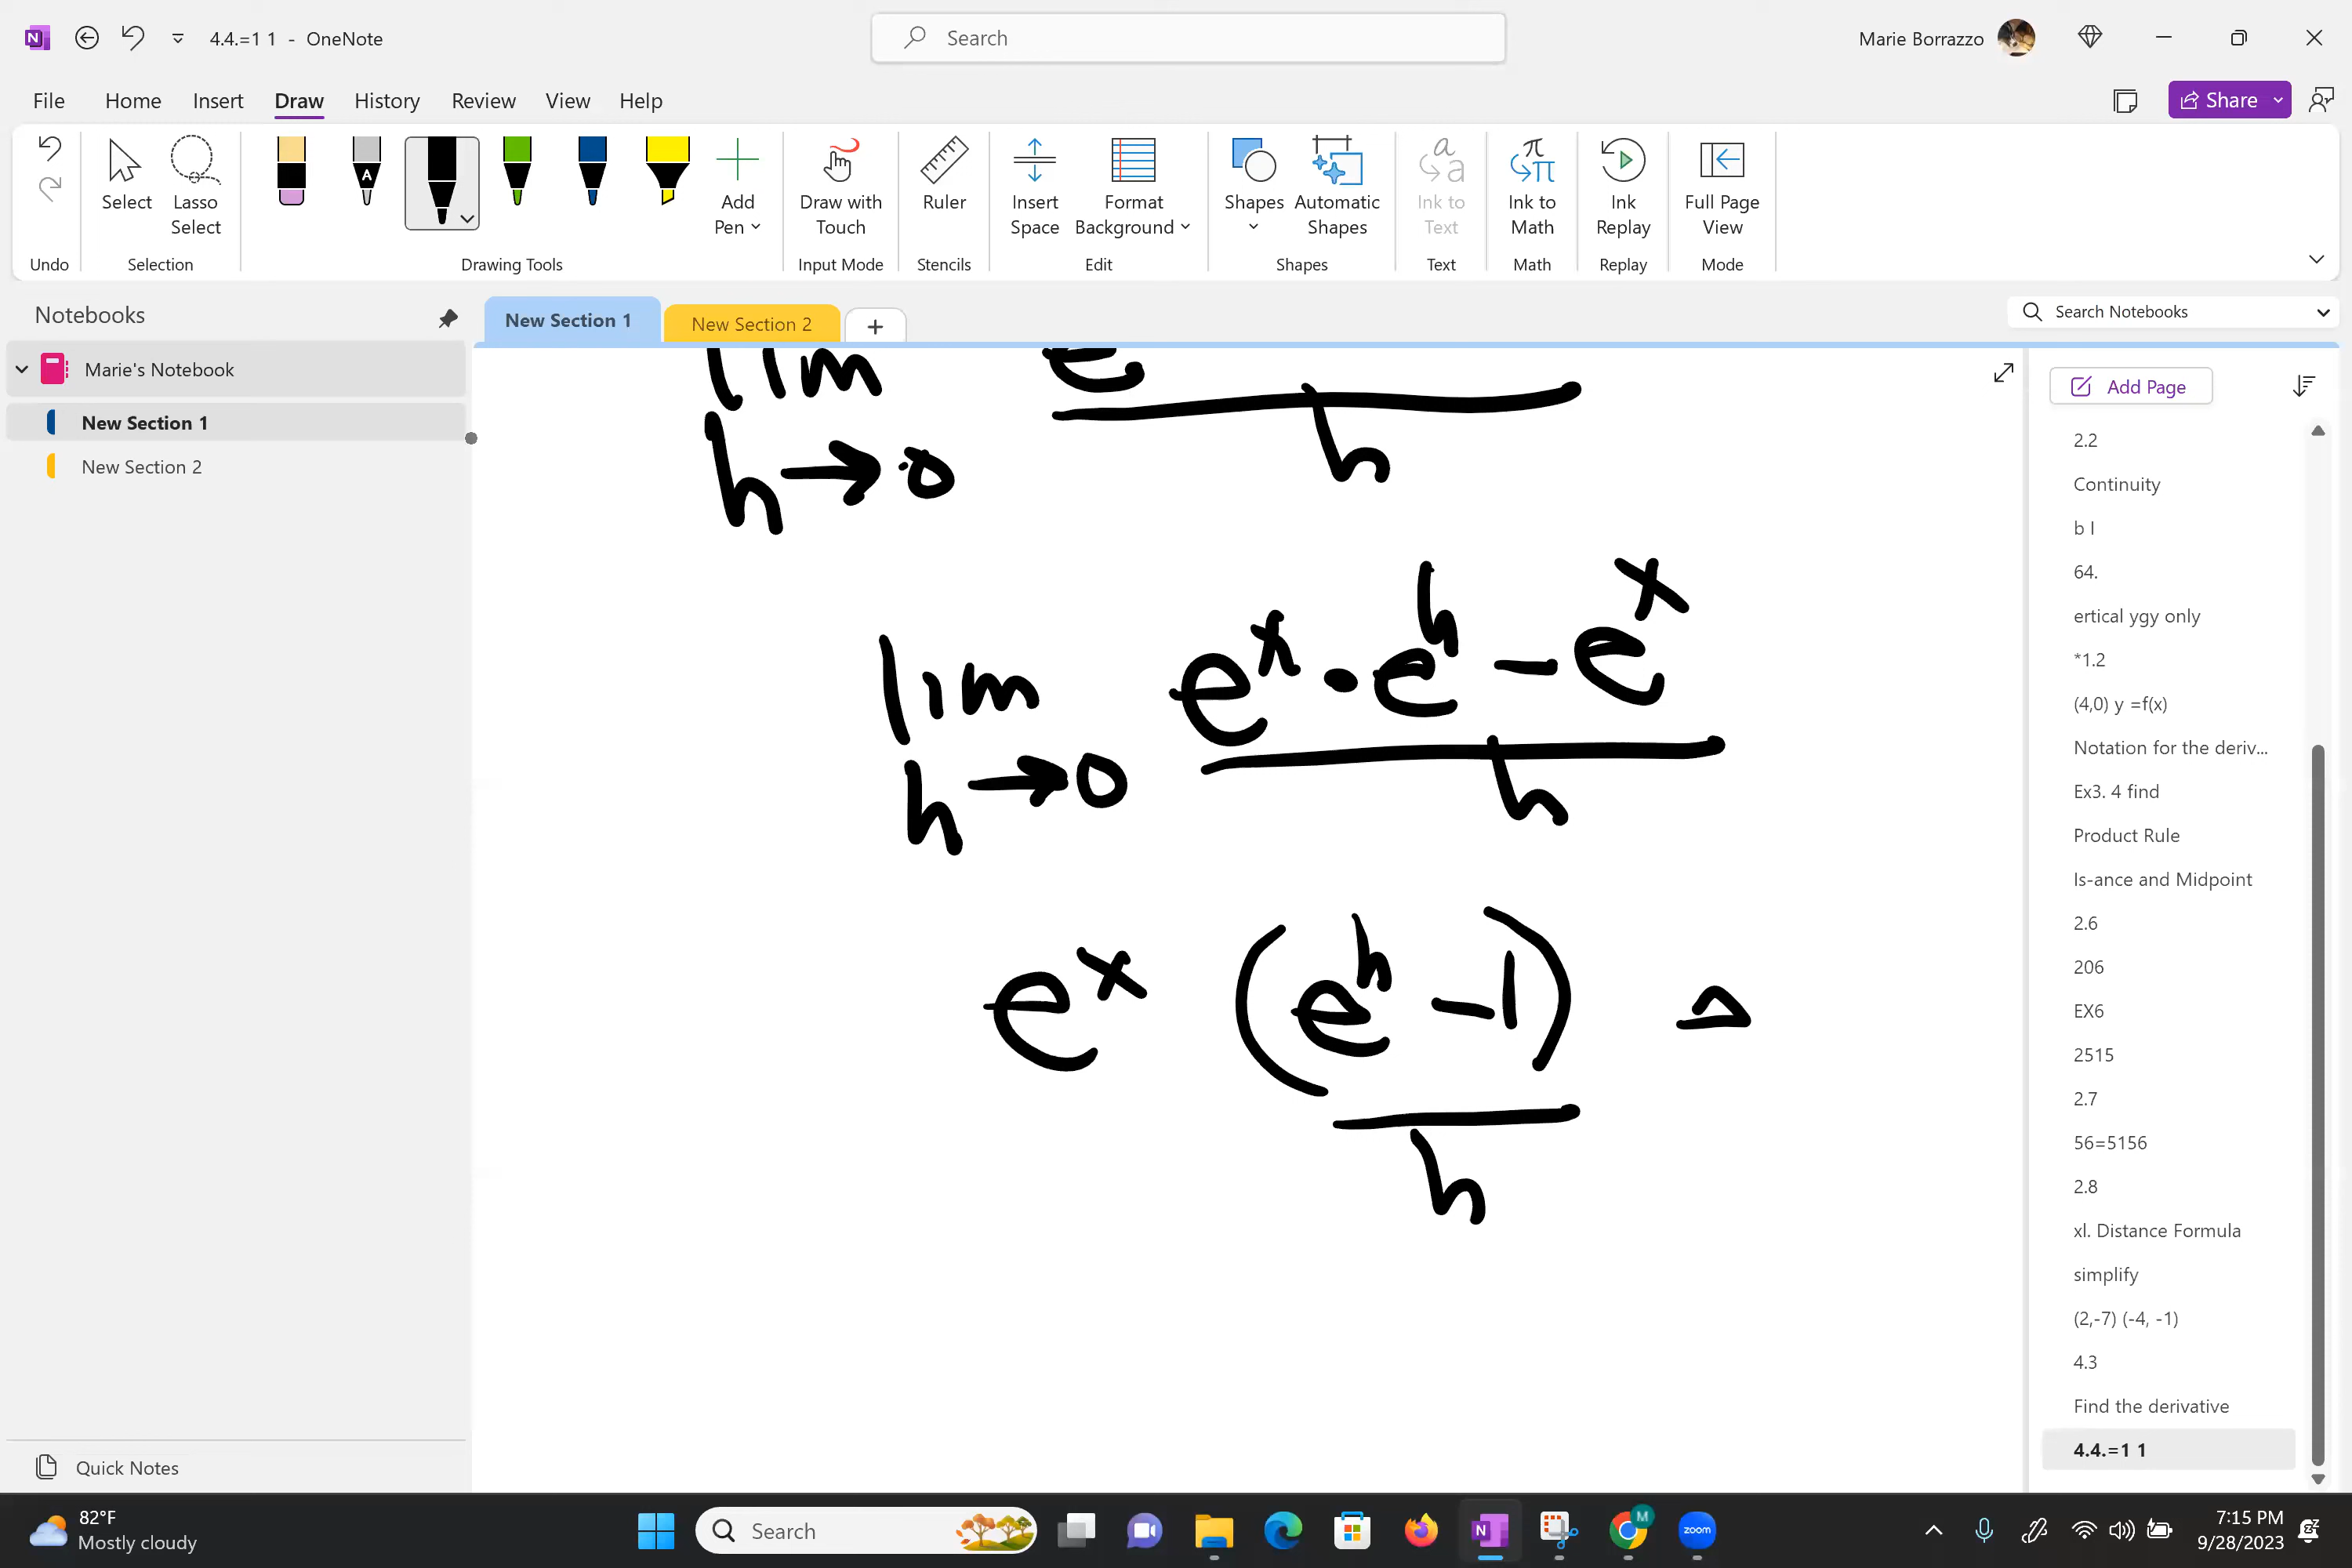 4.4.=1 1 - OneNote
Search
Marie Borrazzo
File Home Insert Draw History Review View Help
Share
Select
Lasso Select
Add Pen
Draw with Touch
Ruler
Insert Space
Format Background
Shapes
Automatic Shapes
Ink to Text
Ink to Math
Ink Replay
Full Page View
Undo Selection Drawing Tools Input Mode Stencils Edit Shapes Text Math Replay Mode
Notebooks
New Section 1
New Section 2
+
Search Notebooks
Marie's Notebook
New Section 1
New Section 2
Quick Notes
lim
h→0
h
lim e^x · e^h – e^x
h→0 h
e^x (e^h – 1)
h
Add Page
2.2
Continuity
b I
64.
ertical ygy only
*1.2
(4,0) y =f(x)
Notation for the deriv...
Ex3. 4 find
Product Rule
Is-ance and Midpoint
2.6
206
EX6
2515
2.7
56=5156
2.8
xl. Distance Formula
simplify
(2,-7) (-4, -1)
4.3
Find the derivative
4.4.=1 1
82°F
Mostly cloudy
Search
zoom
7:15 PM
9/28/2023